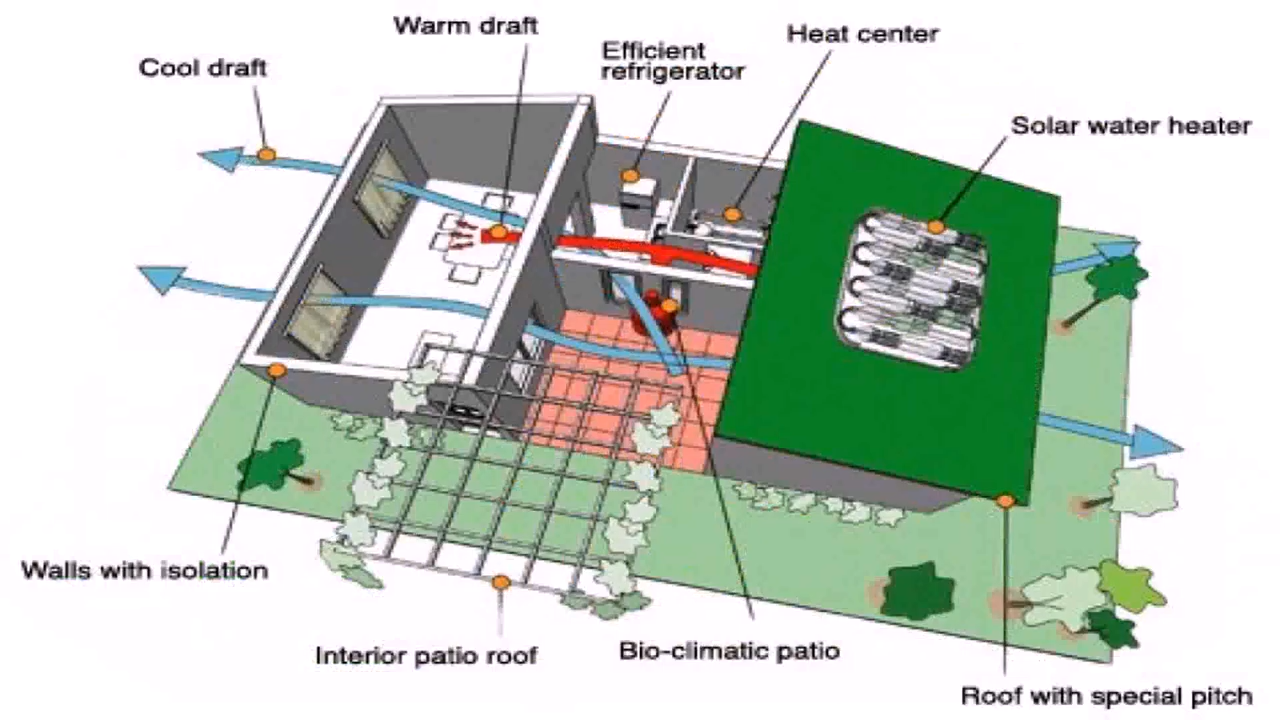 Warm draft
Heat center
Efficient
refrigerator
Cool draft
Solar water heater
Walls with isolation
Interior patio roof
Bio-climatic patio
Roof with special pitch